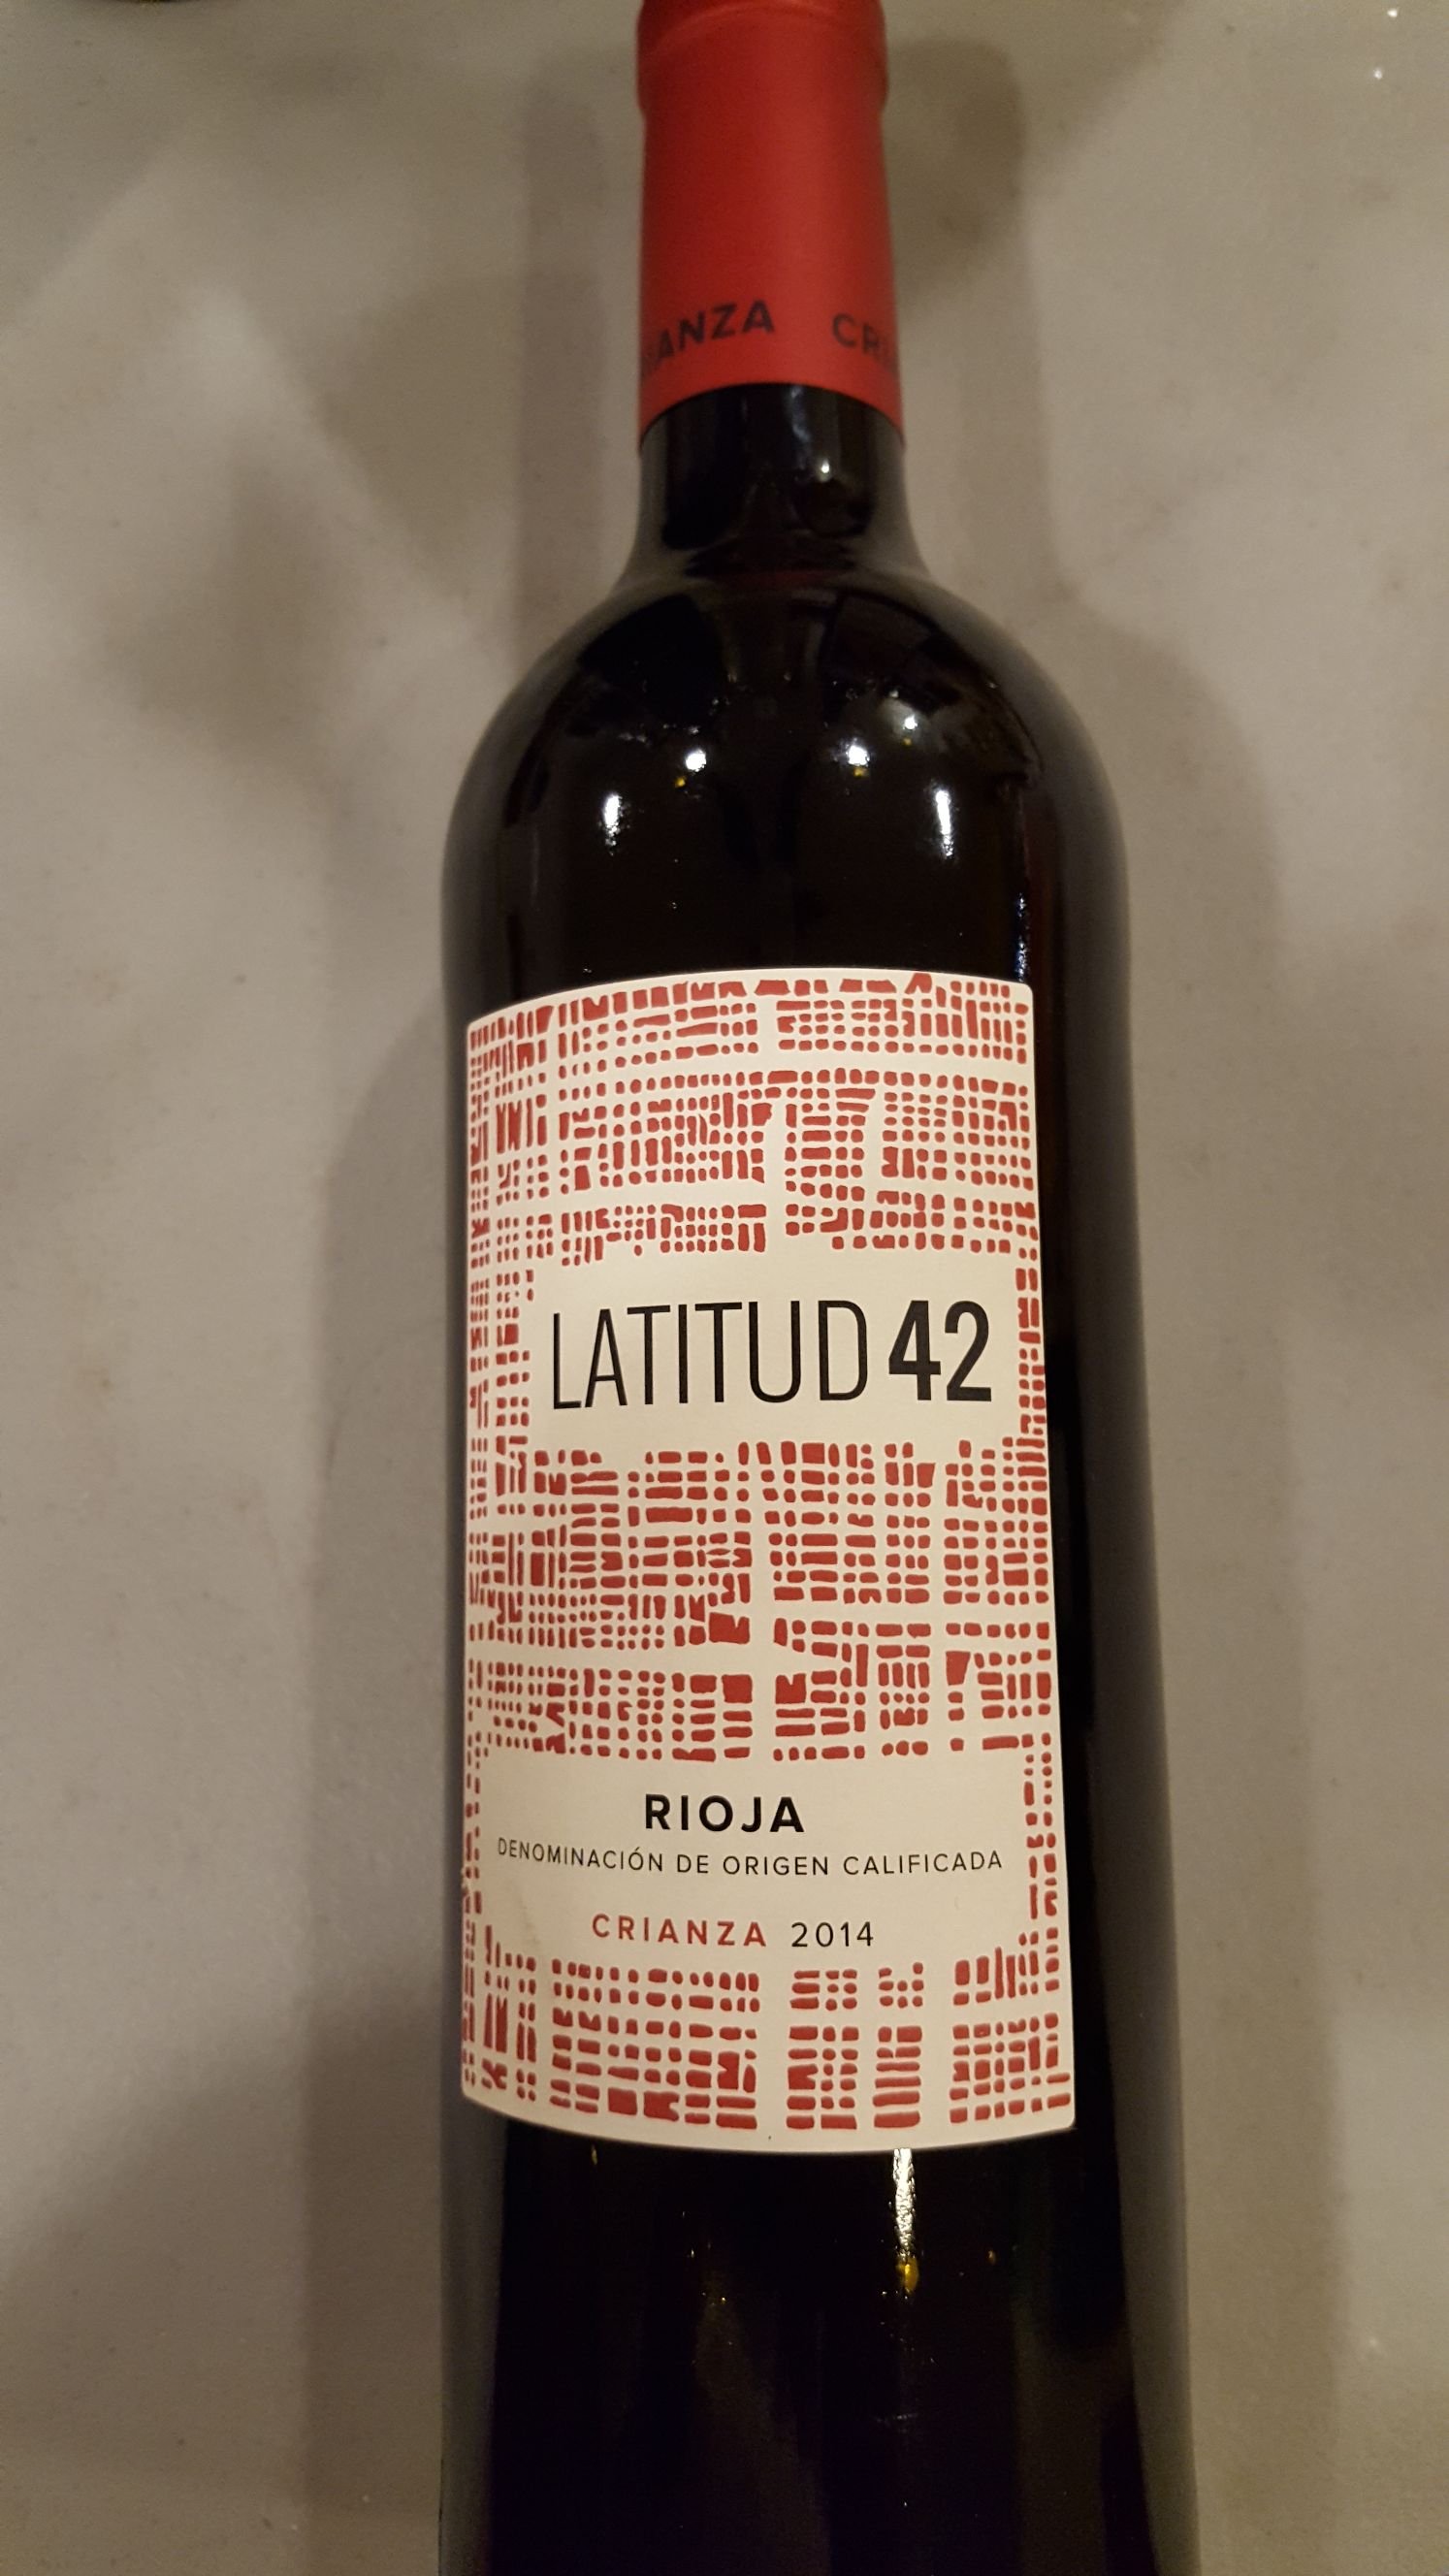 CRIANZA
LATITUD 42
RIOJA
DENOMINACIÓN DE ORIGEN CALIFICADA
CRIANZA 2014